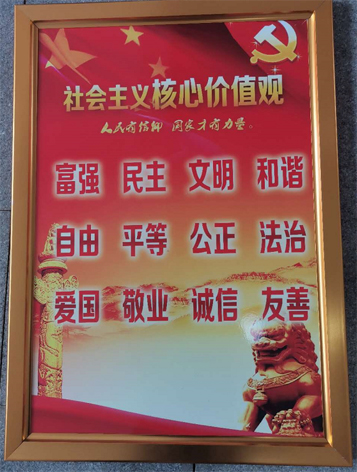 社会主义核心价值观
人民有信仰 国家才有力量。
富强 民主 文明 和谐
自由 平等 公正 法治
爱国 敬业 诚信 友善